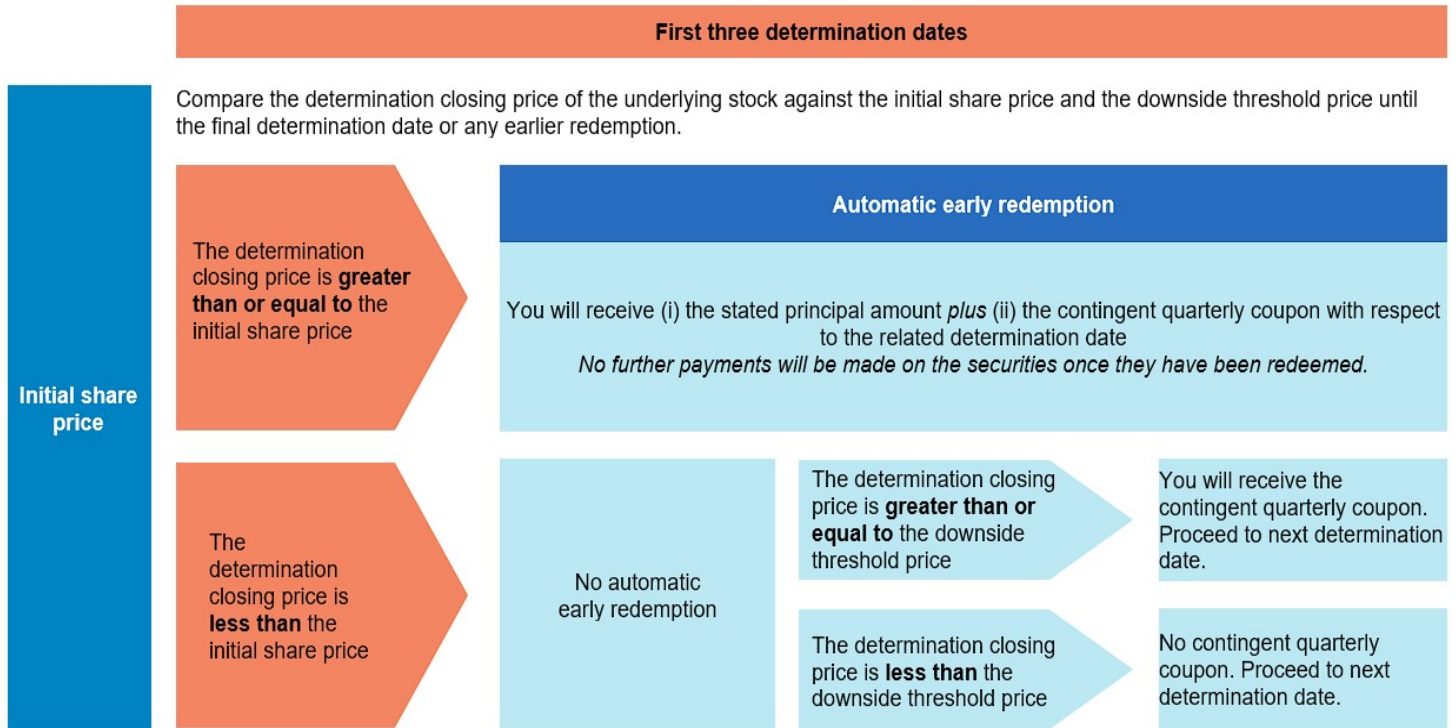 First three determination dates
Compare the determination closing price of the underlying stock against the initial share price and the downside threshold price until
the final determination date or any earlier redemption.
Initial share
price
The determination
closing price is greater
than or equal to the
initial share price
Automatic early redemption
You will receive (i) the stated principal amount plus (ii) the contingent quarterly coupon with respect
to the related determination date
No further payments will be made on the securities once they have been redeemed.
The
determination
closing price is
less than the
initial share price
No automatic
early redemption
The determination closing
price is greater than or
equal to the downside
threshold price
You will receive the
contingent quarterly coupon.
Proceed to next determination
date.
The determination closing
price is less than the
downside threshold price
No contingent quarterly
coupon. Proceed to next
determination date.